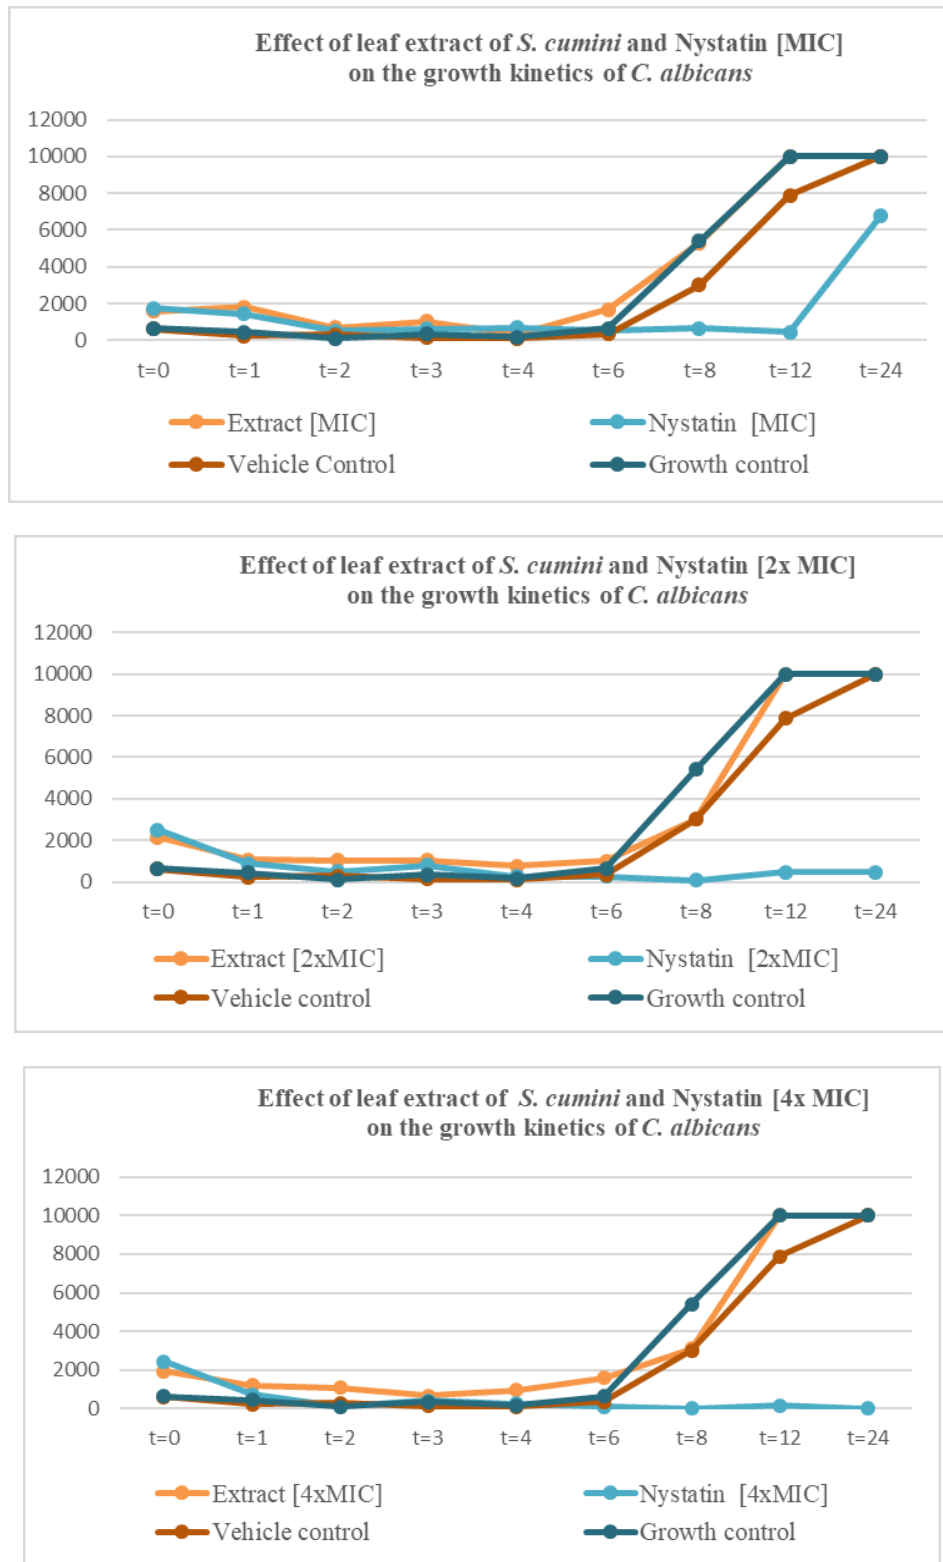 Effect of leaf extract of S. cumini and Nystatin [MIC]
on the growth kinetics of C. albicans
12000
10000
8000
6000
4000
2000
0
t=0 t=1 t=2 t=3 t=4 t=6 t=8 t=12 t=24
Extract [MIC] Nystatin [MIC]
Vehicle Control Growth control
Effect of leaf extract of S. cumini and Nystatin [2x MIC]
on the growth kinetics of C. albicans
12000
10000
8000
6000
4000
2000
0
t=0 t=1 t=2 t=3 t=4 t=6 t=8 t=12 t=24
Extract [2xMIC] Nystatin [2xMIC]
Vehicle control Growth control
Effect of leaf extract of S. cumini and Nystatin [4x MIC]
on the growth kinetics of C. albicans
12000
10000
8000
6000
4000
2000
0
t=0 t=1 t=2 t=3 t=4 t=6 t=8 t=12 t=24
Extract [4xMIC] Nystatin [4xMIC]
Vehicle control Growth control